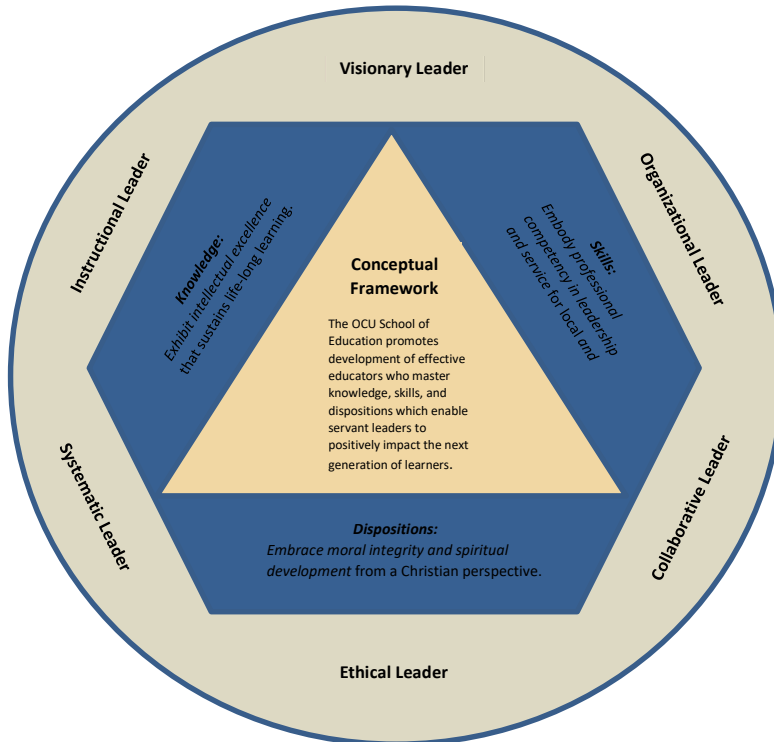 Visionary Leader
Instructional Leader
Organizational Leader
Knowledge:
Exhibit intellectual excellence
that sustains life-long learning.
Skills:
Embody professional
competency in leadership
and service for local and
Conceptual
Framework
The OCU School of
Education promotes
development of effective
educators who master
knowledge, skills, and
dispositions which enable
servant leaders to
positively impact the next
generation of learners.
Systematic Leader
Collaborative Leader
Dispositions:
Embrace moral integrity and spiritual
development from a Christian perspective.
Ethical Leader